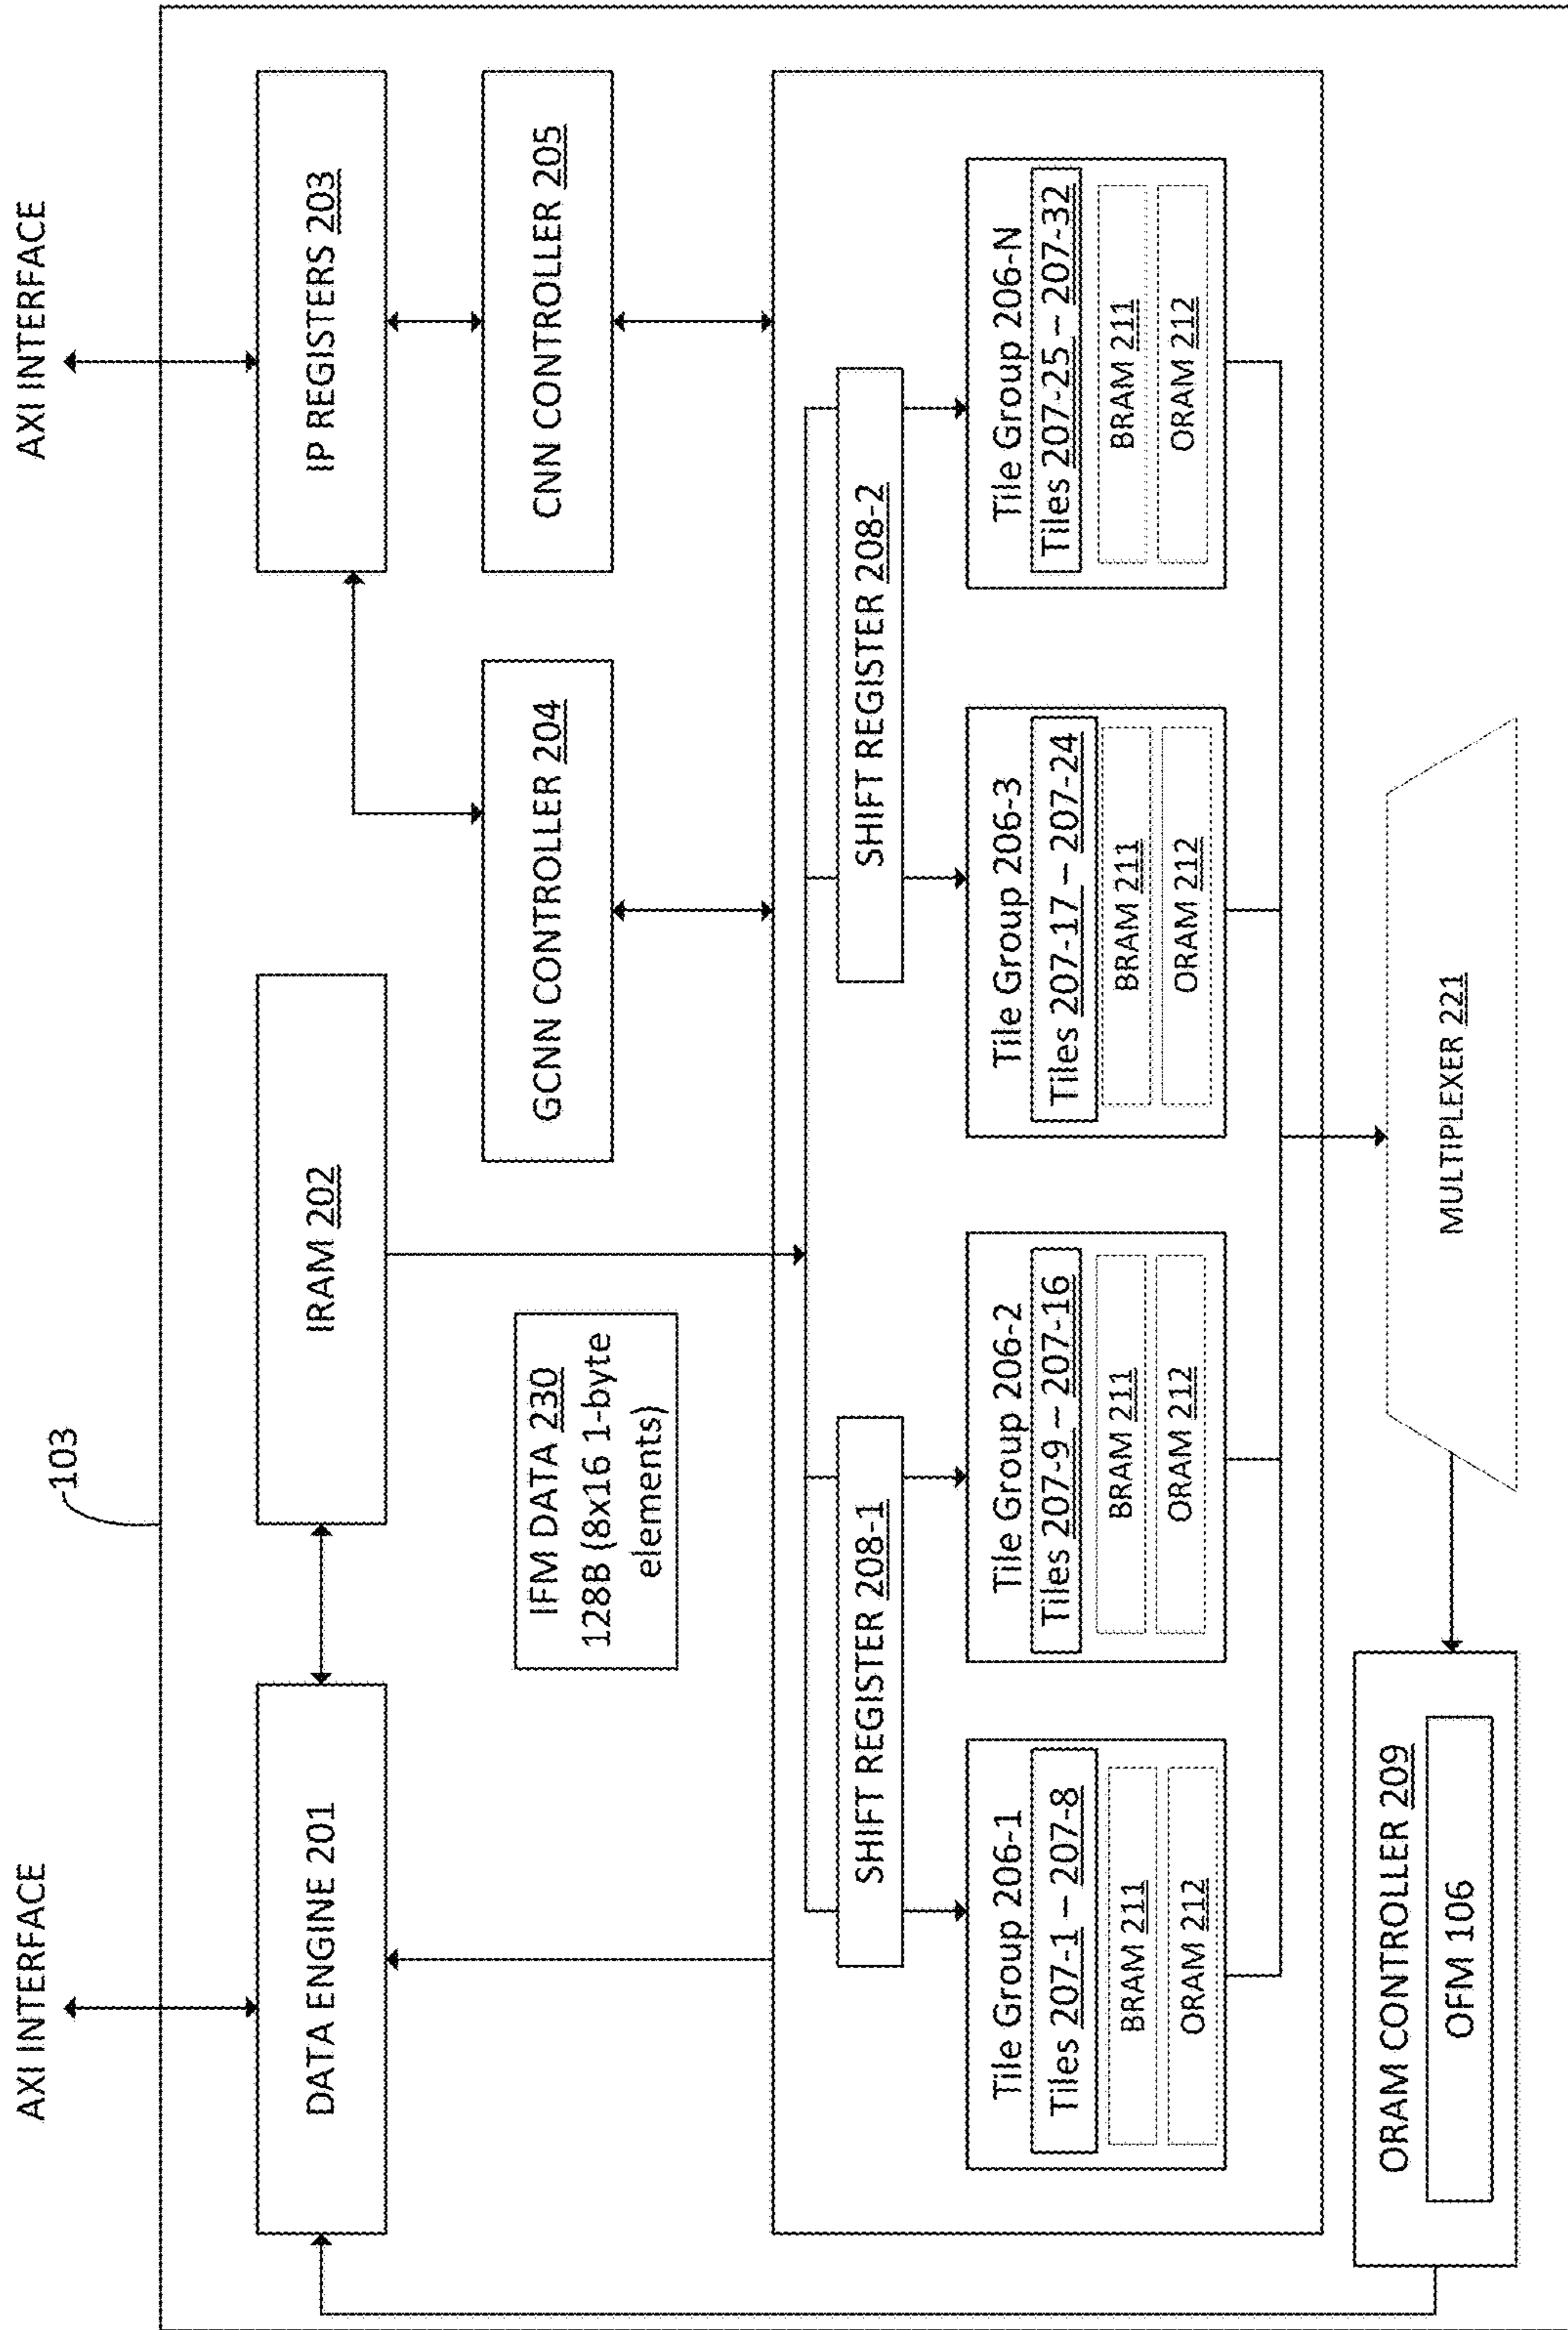 AXI INTERFACE
AXI INTERFACE
103
DATA ENGINE 201
IRAM 202
IP REGISTERS 203
IFM DATA 230
128B (8x16 1-byte
elements)
GCNN CONTROLLER 204
CNN CONTROLLER 205
SHIFT REGISTER 208-1
SHIFT REGISTER 208-2
Tile Group 206-1
Tiles 207-1 – 207-8
BRAM 211
ORAM 212
Tile Group 206-2
Tiles 207-9 – 207-16
BRAM 211
ORAM 212
Tile Group 206-3
Tiles 207-17 – 207-24
BRAM 211
ORAM 212
Tile Group 206-N
Tiles 207-25 – 207-32
BRAM 211
ORAM 212
ORAM CONTROLLER 209
OFM 106
MULTIPLEXER 221